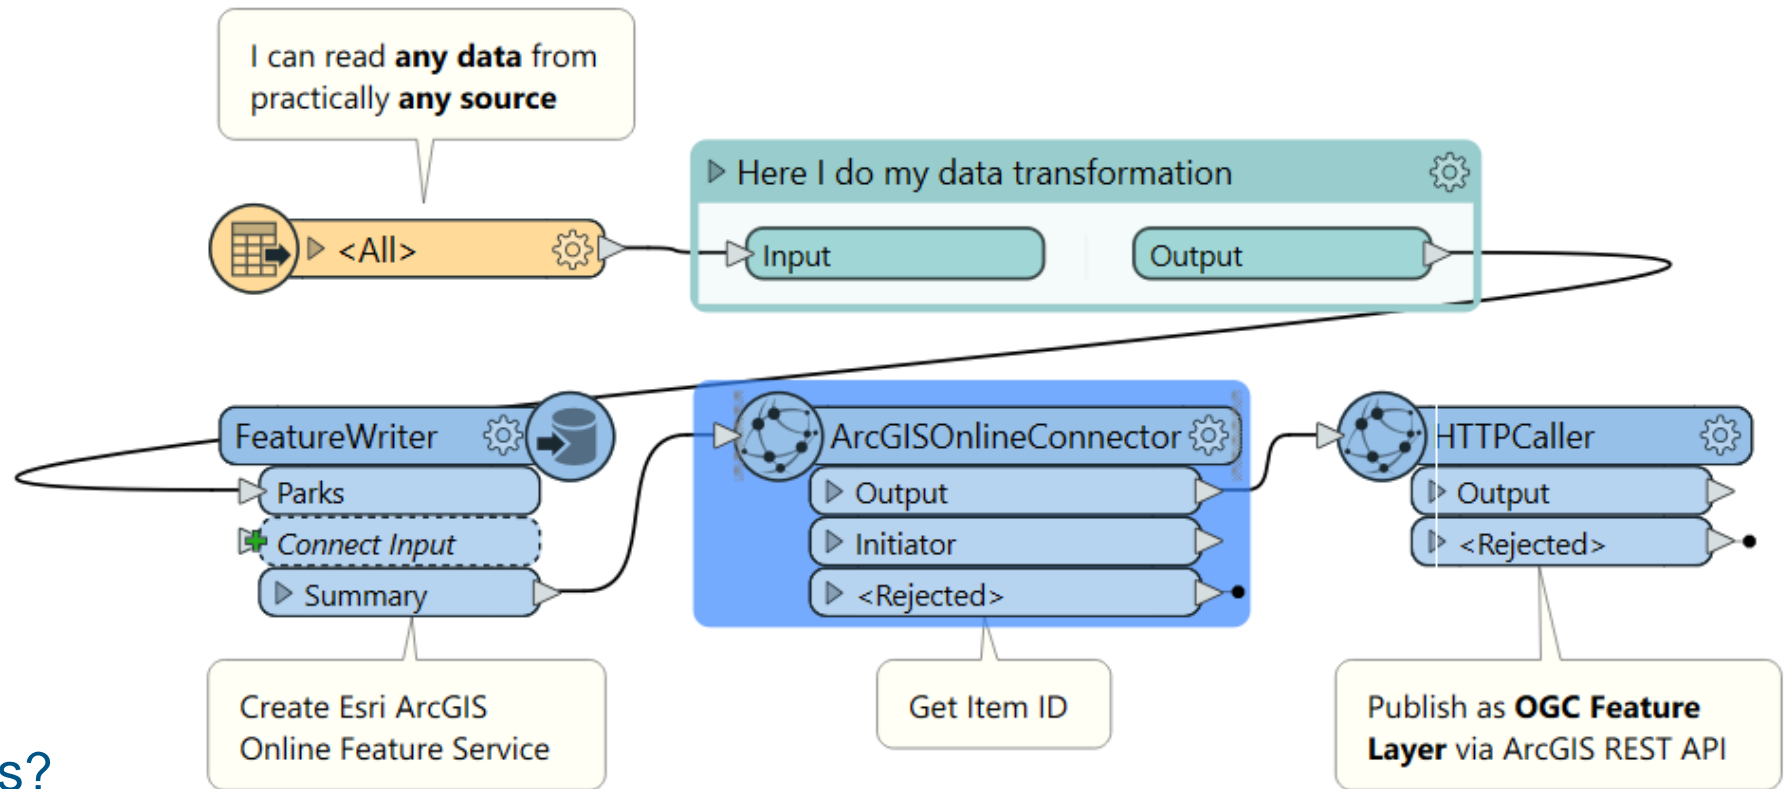 I can read any data from
practically any source
Here I do my data transformation
<All>
Input
Output
FeatureWriter
Parks
Connect Input
Summary
ArcGISOnlineConnector
Output
Initiator
<Rejected>
HTTPCaller
Output
<Rejected>
Create Esri ArcGIS
Online Feature Service
Get Item ID
Publish as OGC Feature
Layer via ArcGIS REST API
s?